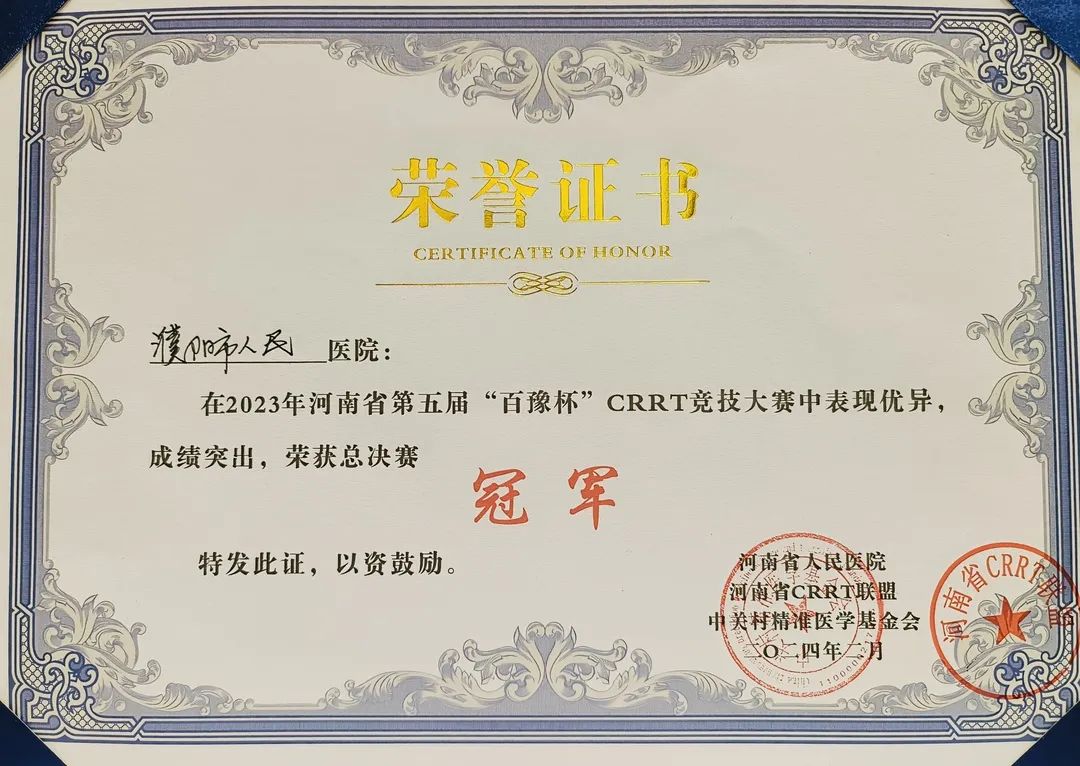 荣誉证书
CERTIFICATE OF HONOR
濮阳市人民医院：
在2023年河南省第五届“百豫杯”CRRT竞技大赛中表现优异，
成绩突出，荣获总决赛
冠军
特发此证，以资鼓励。
河南省人民医院
河南省CRRT联盟
中关村精准医学基金会
二〇二四年一月
河南省CRRT联盟